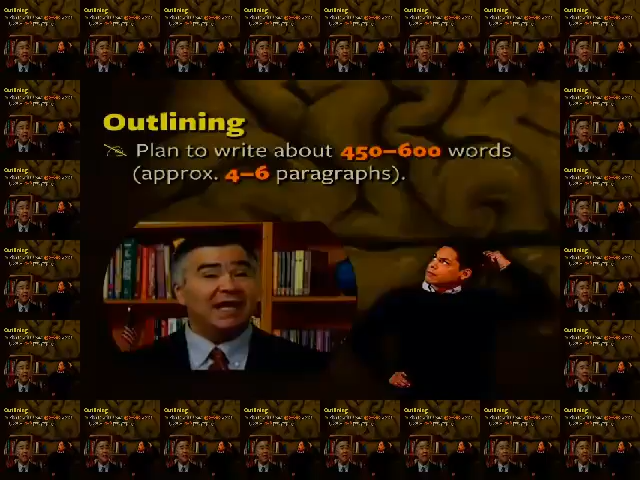 Outlining
Plan to write about 450–600 words
(approx. 4–6 paragraphs).